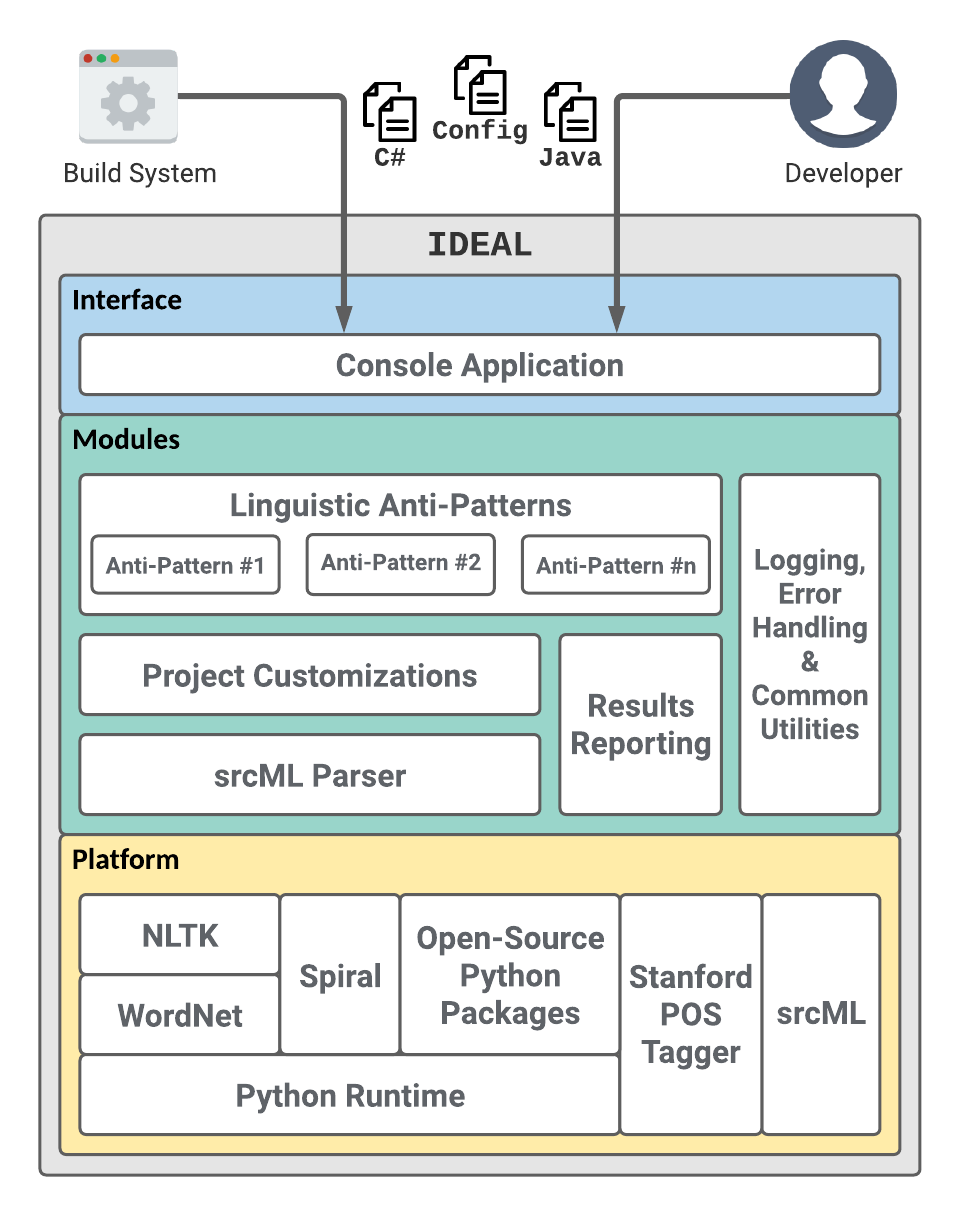 Config
C#
Java
Build System
Developer
IDEAL
Interface
Console Application
Modules
Linguistic Anti-Patterns
Anti-Pattern #1
Anti-Pattern #2
Anti-Pattern #n
Logging,
Error
Handling
&
Common
Utilities
Project Customizations
Results
Reporting
srcML Parser
Platform
NLTK
WordNet
Spiral
Open-Source
Python
Packages
Stanford
POS
Tagger
srcML
Python Runtime